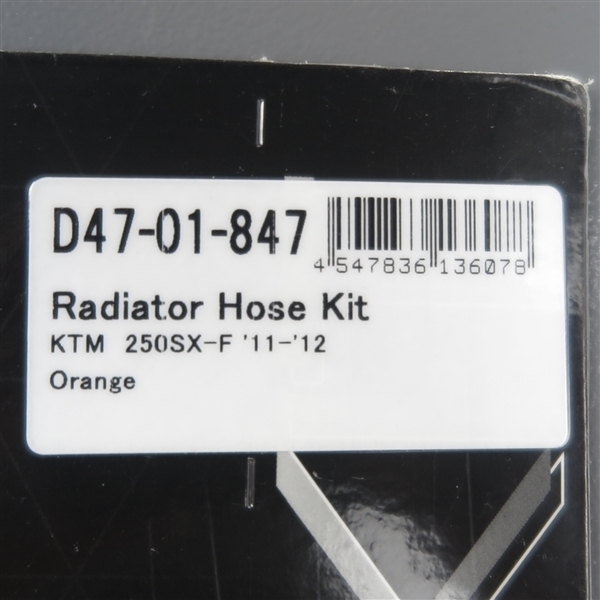 D47-01-847
4 547836 136078
Radiator Hose Kit
KTM 250SX-F '11-'12
Orange